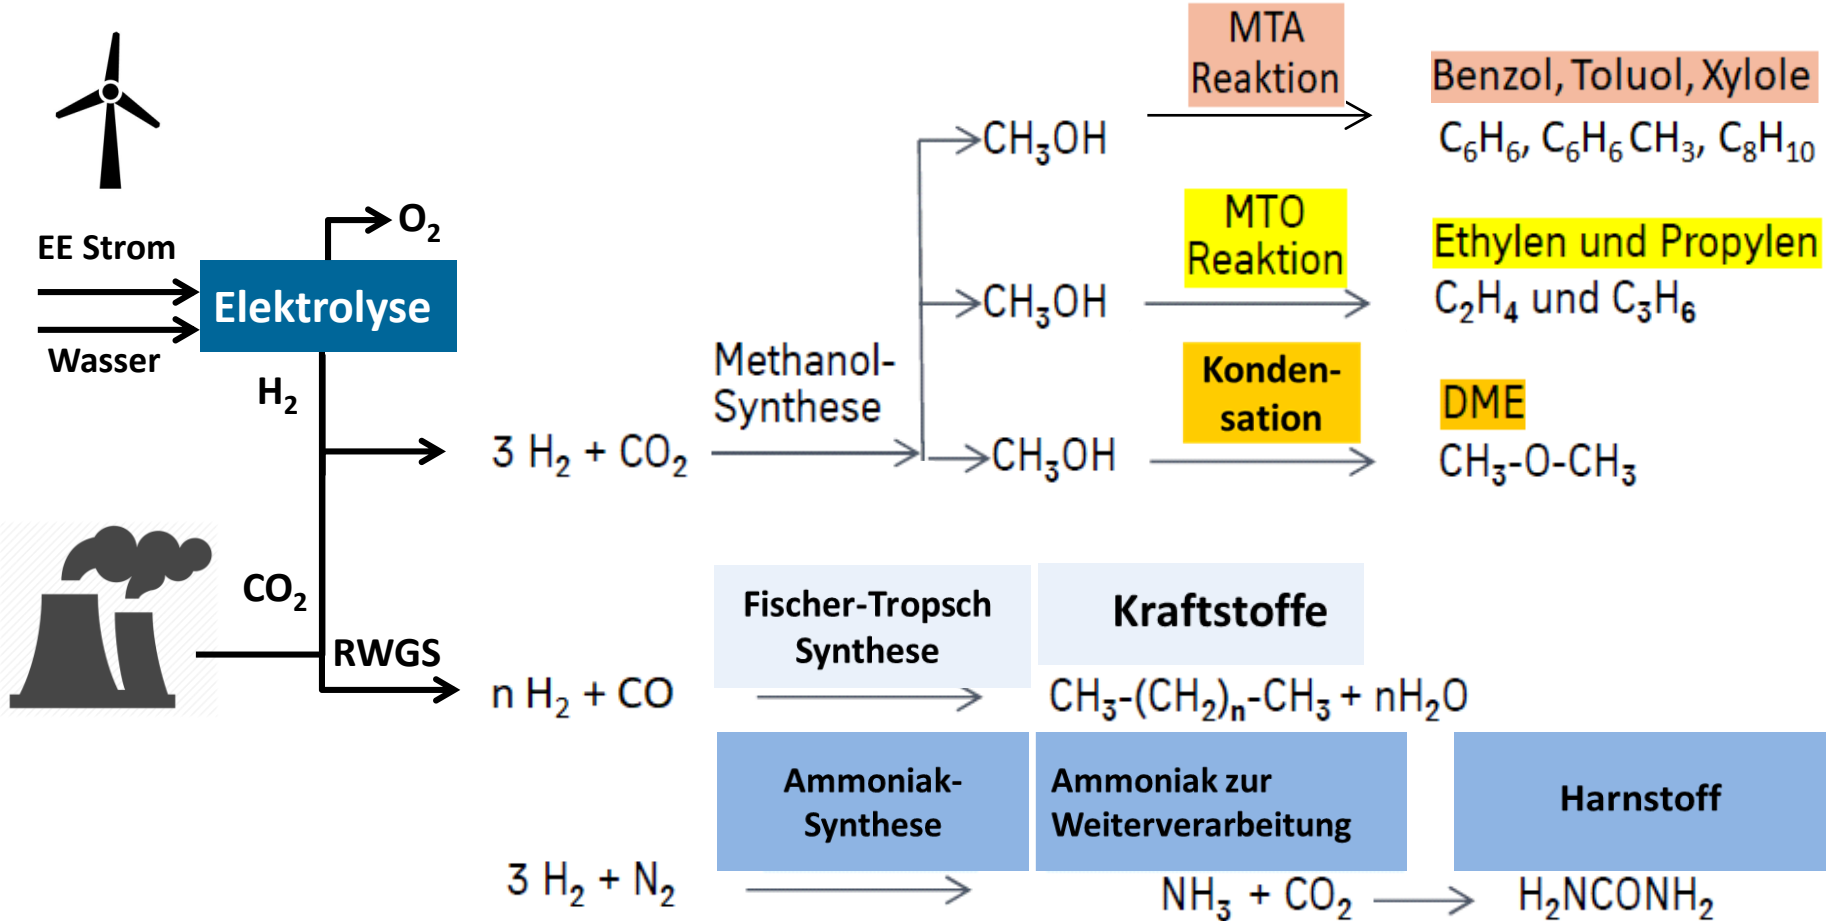 MTA
Reaktion
Benzol, Toluol, Xylole
CH₃OH
C₆H₆, C₆H₆ CH₃, C₈H₁₀
O₂
EE Strom
Elektrolyse
Wasser
MTO
Reaktion
Ethylen und Propylen
CH₃OH
C₂H₄ und C₃H₆
H₂
Methanol-
Synthese
Konden-
sation
DME
3 H₂ + CO₂
CH₃OH
CH₃-O-CH₃
CO₂
RWGS
Fischer-Tropsch
Synthese
Kraftstoffe
n H₂ + CO
CH₃-(CH₂)ₙ-CH₃ + nH₂O
Ammoniak-
Synthese
Ammoniak zur
Weiterverarbeitung
Harnstoff
3 H₂ + N₂
NH₃ + CO₂
H₂NCONH₂